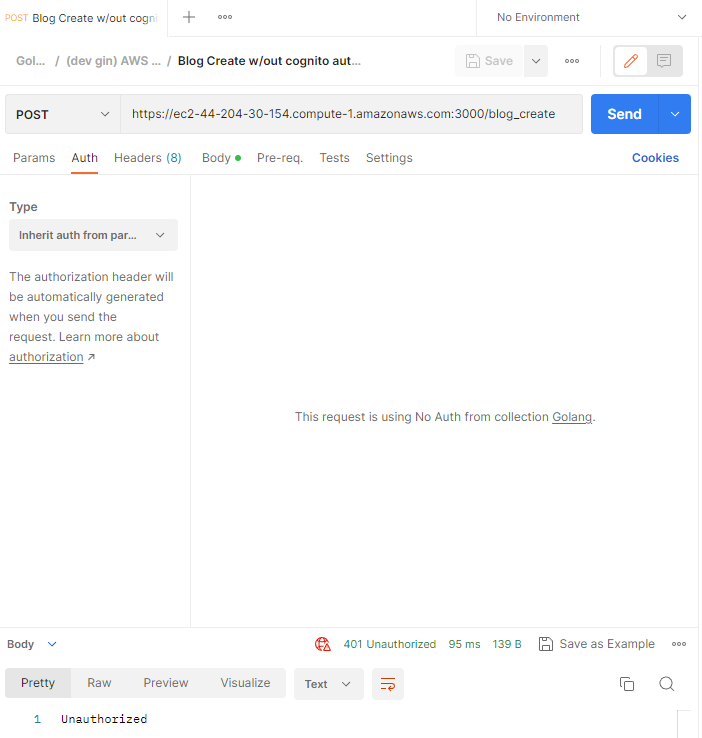 POST Blog Create w/out cogni
No Environment
Gol... / (dev gin) AWS ... / Blog Create w/out cognito aut...
Save
POST
https://ec2-44-204-30-154.compute-1.amazonaws.com:3000/blog_create
Send
Params Auth Headers (8) Body Pre-req. Tests Settings
Cookies
Type
Inherit auth from par...
The authorization header will
be automatically generated
when you send the
request. Learn more about
authorization ↗
This request is using No Auth from collection Golang.
Body
401 Unauthorized 95 ms 139 B Save as Example
Pretty Raw Preview Visualize Text
1 Unauthorized